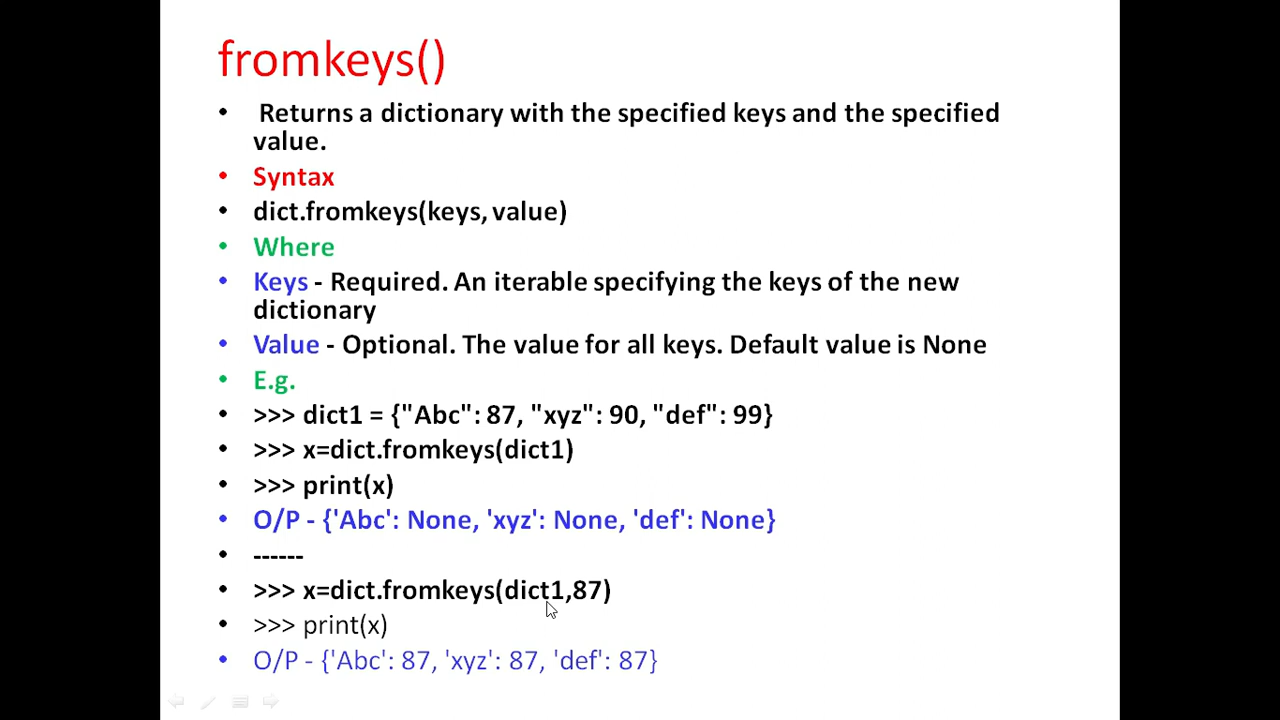 fromkeys()
• Returns a dictionary with the specified keys and the specified
value.
• Syntax
• dict.fromkeys(keys, value)
• Where
• Keys - Required. An iterable specifying the keys of the new
dictionary
• Value - Optional. The value for all keys. Default value is None
• E.g.
• >>> dict1 = {"Abc": 87, "xyz": 90, "def": 99}
• >>> x=dict.fromkeys(dict1)
• >>> print(x)
• O/P - {'Abc': None, 'xyz': None, 'def': None}
• ------
• >>> x=dict.fromkeys(dict1,87)
• >>> print(x)
• O/P - {'Abc': 87, 'xyz': 87, 'def': 87}